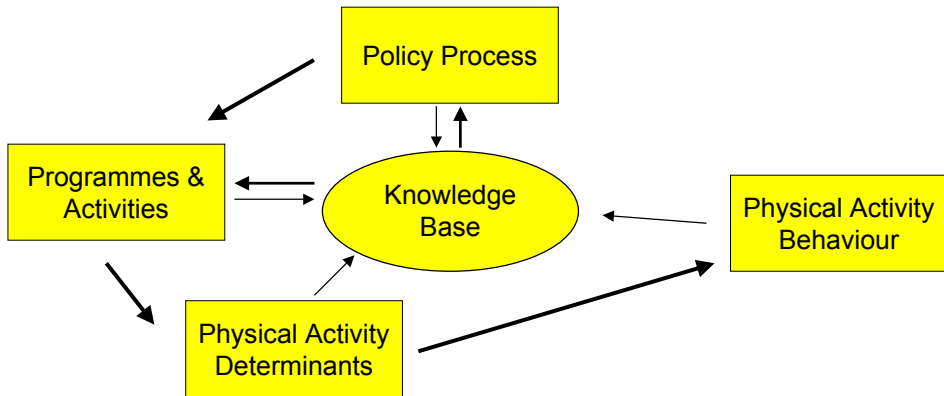 Policy Process
Programmes &
Activities
Knowledge
Base
Physical Activity
Behaviour
Physical Activity
Determinants